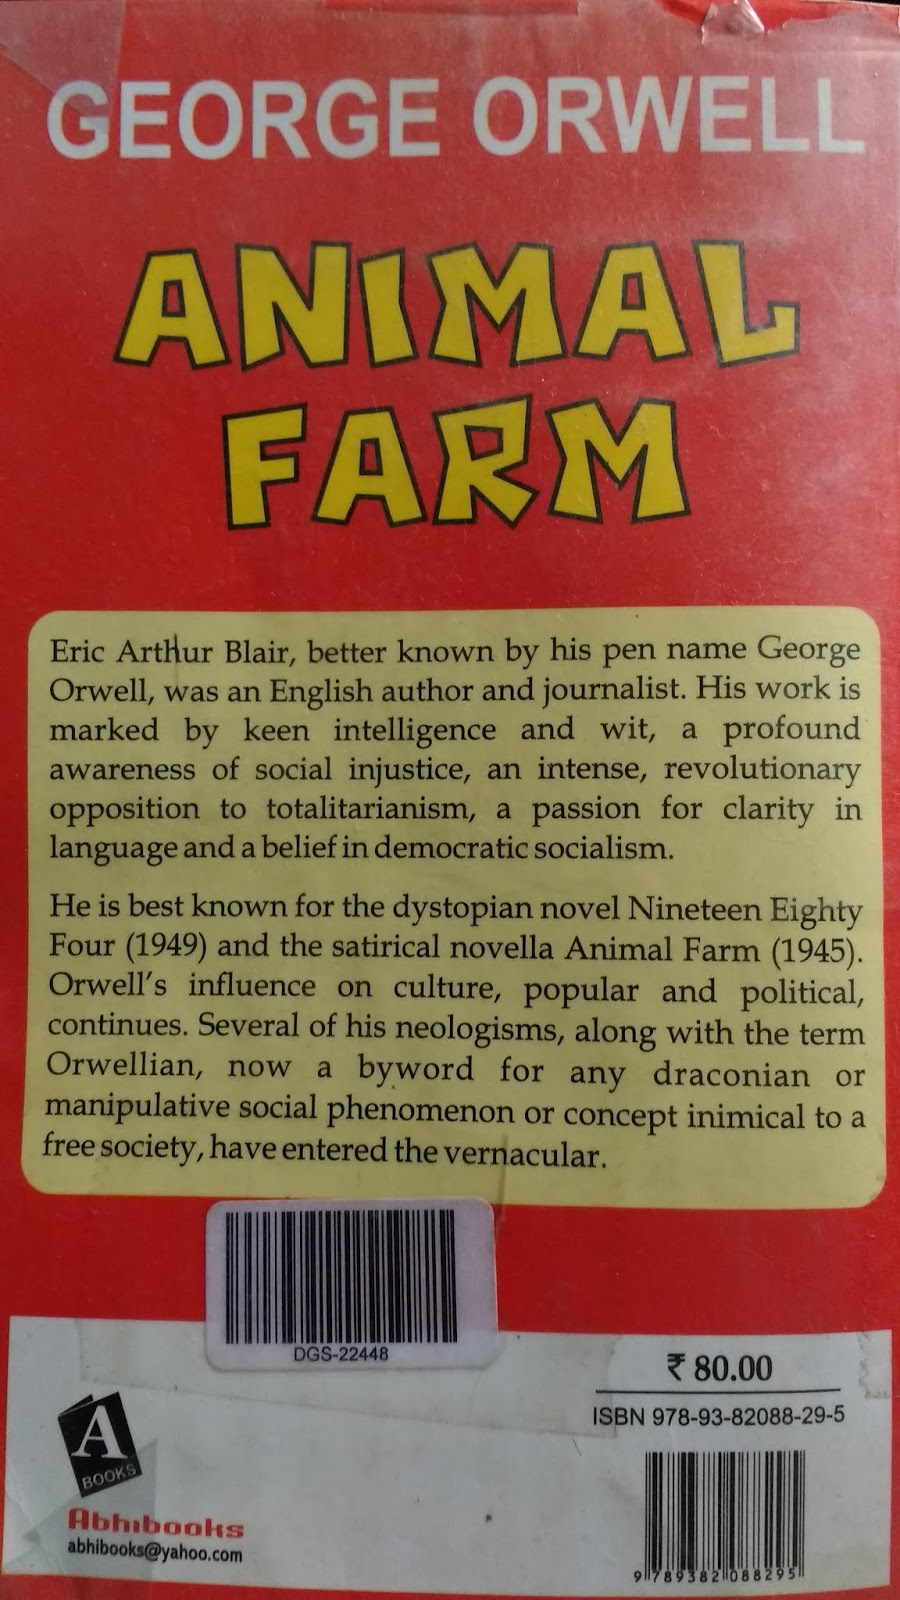 GEORGE ORWELL
ANIMAL
FARM
Eric Arthur Blair, better known by his pen name George
Orwell, was an English author and journalist. His work is
marked by keen intelligence and wit, a profound
awareness of social injustice, an intense, revolutionary
opposition to totalitarianism, a passion for clarity in
language and a belief in democratic socialism.
He is best known for the dystopian novel Nineteen Eighty
Four (1949) and the satirical novella Animal Farm (1945).
Orwell's influence on culture, popular and political,
continues. Several of his neologisms, along with the term
Orwellian, now a byword for any draconian or
manipulative social phenomenon or concept inimical to a
free society, have entered the vernacular.
DGS-22448
₹ 80.00
ISBN 978-93-82088-29-5
A
BOOKS
Abhibooks
abhibooks@yahoo.com
9 789382 088295